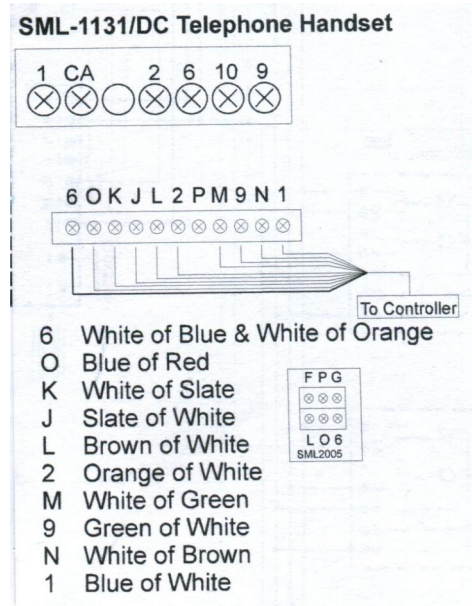 SML-1131/DC Telephone Handset
1 CA 2 6 10 9
6 O K J L 2 P M 9 N 1
To Controller
6 White of Blue & White of Orange
O Blue of Red
K White of Slate
J Slate of White
L Brown of White
2 Orange of White
M White of Green
9 Green of White
N White of Brown
1 Blue of White
F P G
L O 6
SML2005